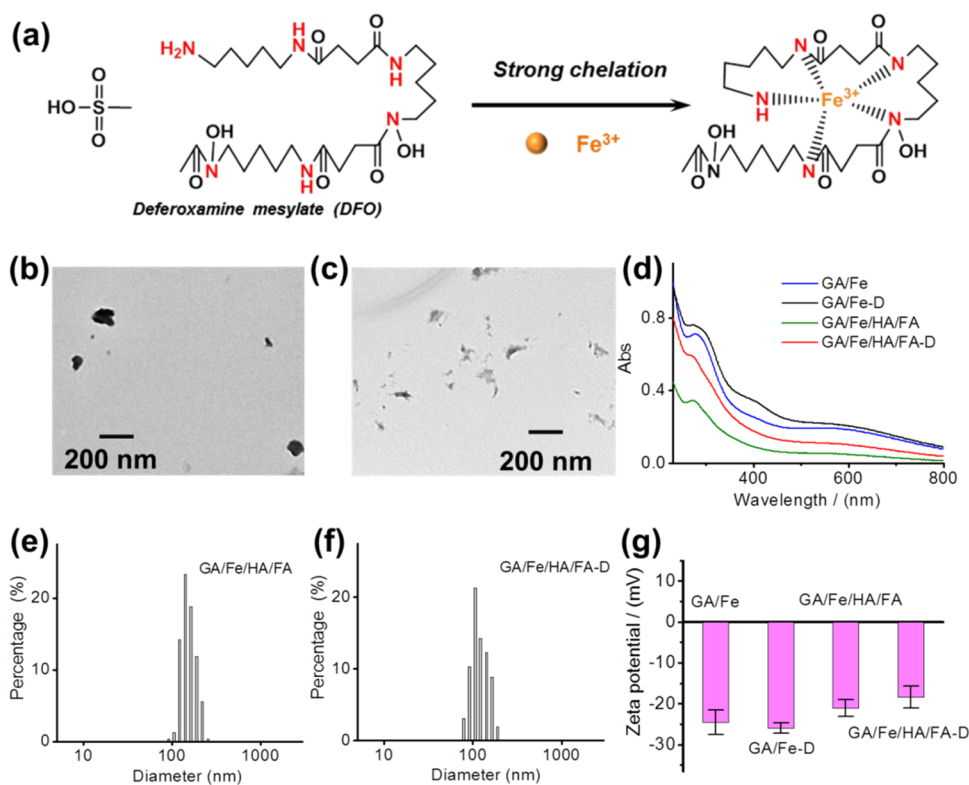 (a)
H₂N
H
N
O
O
N
H
HO
S
O
O
OH
N
O
N
H
O
O
N
OH
Deferoxamine mesylate (DFO)
Strong chelation
Fe³⁺
O
N
O
N
N
H
Fe³⁺
OH
N
O
N
O
O
N
OH
(b)
200 nm
(c)
200 nm
(d)
GA/Fe
GA/Fe-D
GA/Fe/HA/FA
GA/Fe/HA/FA-D
Abs
0.8
0.4
0.0
400
600
800
Wavelength / (nm)
(e)
GA/Fe/HA/FA
Percentage (%)
20
10
0
10
100
1000
Diameter (nm)
(f)
GA/Fe/HA/FA-D
Percentage (%)
20
10
0
10
100
1000
Diameter (nm)
(g)
Zeta potential / (mV)
GA/Fe
GA/Fe/HA/FA
0
-10
-20
-30
GA/Fe-D
GA/Fe/HA/FA-D